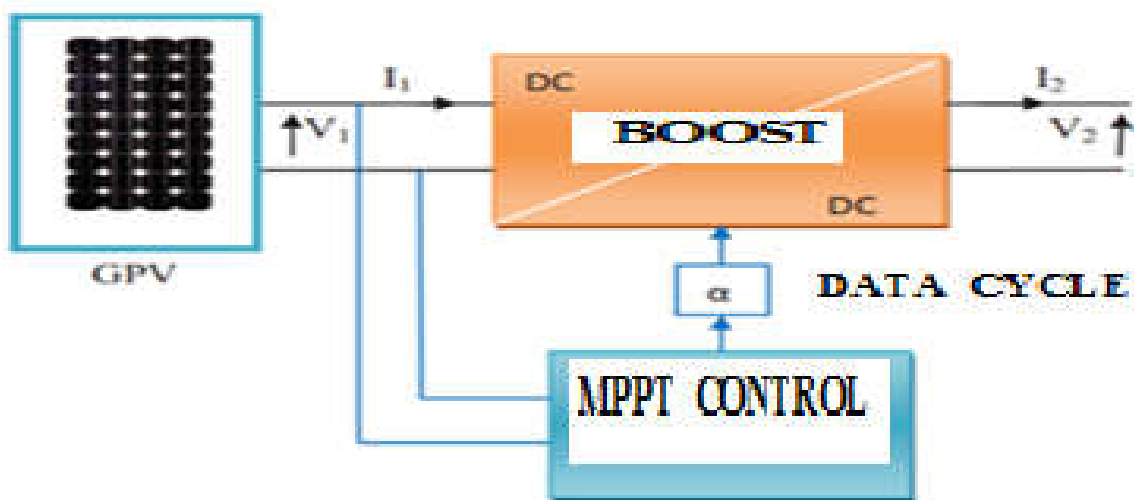 I₁
DC
I₂
V₁
BOOST
V₂
DC
GPV
α
DATA CYCLE
MPPT CONTROL